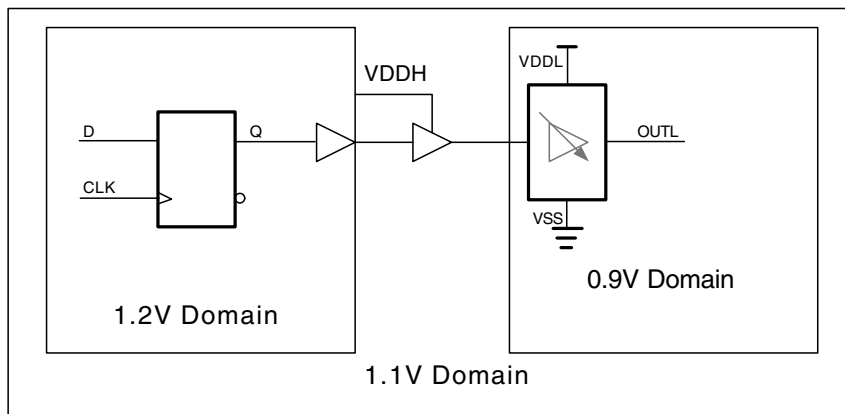 VDDH
VDDL
D
Q
OUTL
CLK
VSS
0.9V Domain
1.2V Domain
1.1V Domain